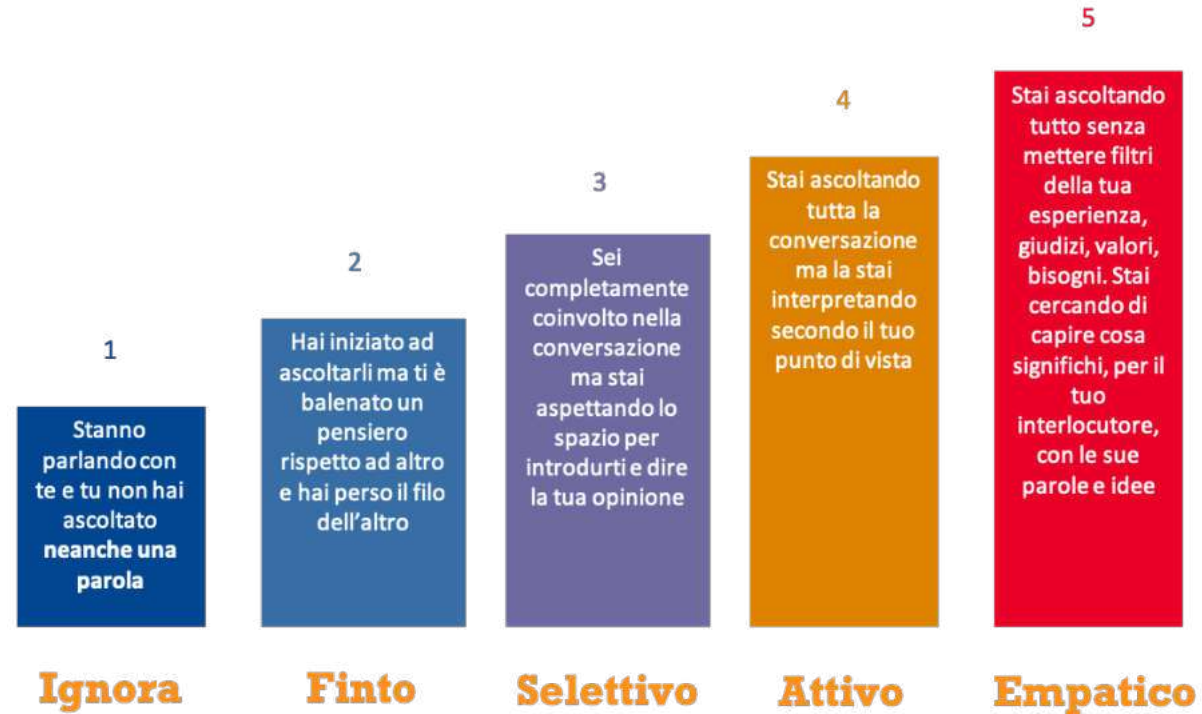 1
Stanno
parlando con
te e tu non hai
ascoltato
neanche una
parola
Ignora
2
Hai iniziato ad
ascoltarli ma ti è
balenato un
pensiero
rispetto ad altro
e hai perso il filo
dell'altro
Finto
3
Sei
completamente
coinvolto nella
conversazione
ma stai
aspettando lo
spazio per
introdurti e dire
la tua opinione
Selettivo
4
Stai ascoltando
tutta la
conversazione
ma la stai
interpretando
secondo il tuo
punto di vista
Attivo
5
Stai ascoltando
tutto senza
mettere filtri
della tua
esperienza,
giudizi, valori,
bisogni. Stai
cercando di
capire cosa
significhi, per il
tuo
interlocutore,
con le sue
parole e idee
Empatico